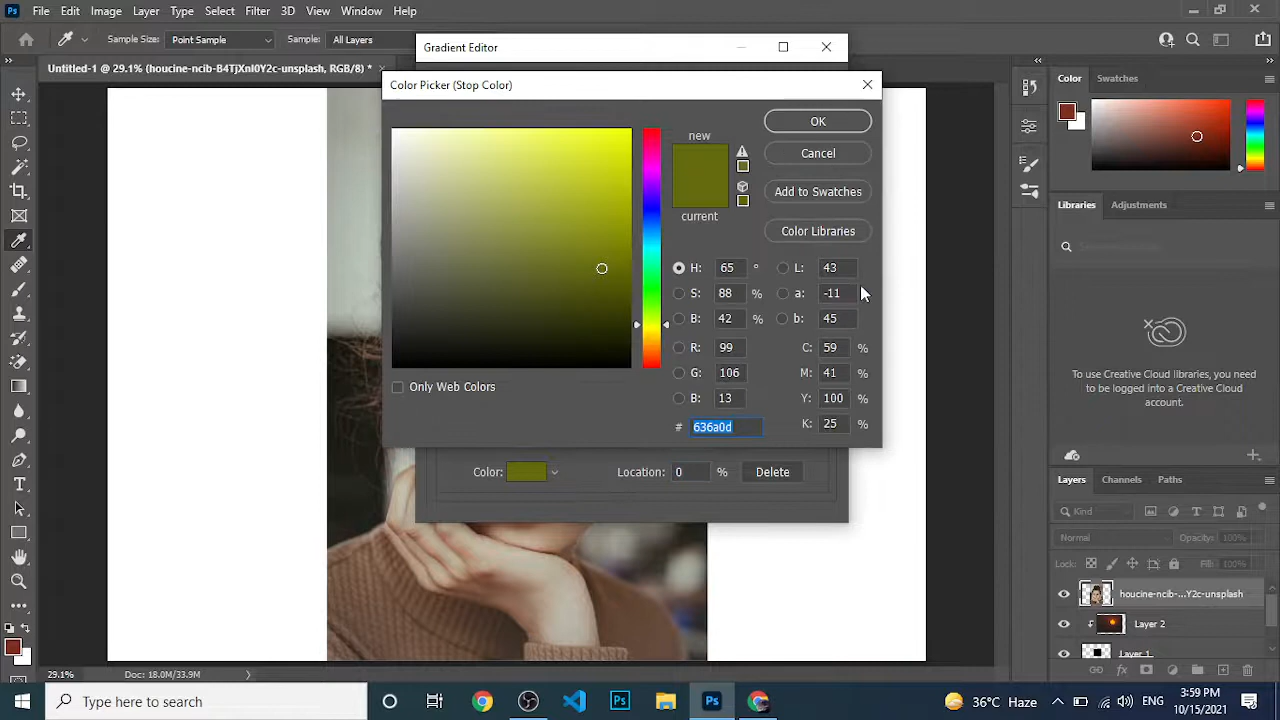 Ps File Edit Image Layer Type Select Filter 3D View Window Help
Sample Size: Point Sample Sample: All Layers
Untitled-1 @ 29.1% (houcine-ncib-B4TjXnI0Y2c-unsplash, RGB/8) *
Gradient Editor
Color Picker (Stop Color)
new
current
OK
Cancel
Add to Swatches
Color Libraries
H: 65 °
S: 88 %
B: 42 %
R: 99
G: 106
B: 13
# 636a0d
L: 43
a: -11
b: 45
C: 59 %
M: 41 %
Y: 100 %
K: 25 %
Only Web Colors
Color: Location: 0 % Delete
Color Swatches
Libraries Adjustments
To use Creative Cloud Libraries, you
need to be logged into a Creative Cloud
account.
Layers Channels Paths
Kind
Normal Opacity: 100%
Lock: Fill: 100%
houcine-ncib-...Y2c-unsplash
Layer 2
Layer 1
29.1% Doc: 18.0M/33.9M
Type here to search
Ps
Ps
36°C Haze
ENG
3:59 PM
10/15/2021